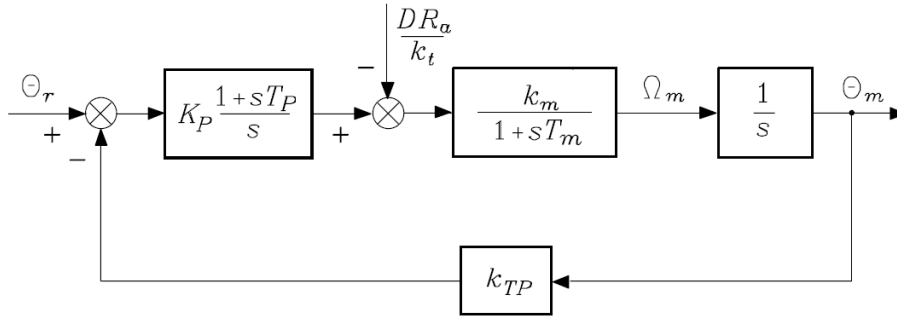 DR_a
k_t
−
Θ_r
+
−
K_P
1+sT_P
s
+
k_m
1+sT_m
Ω_m
1
s
Θ_m
k_TP